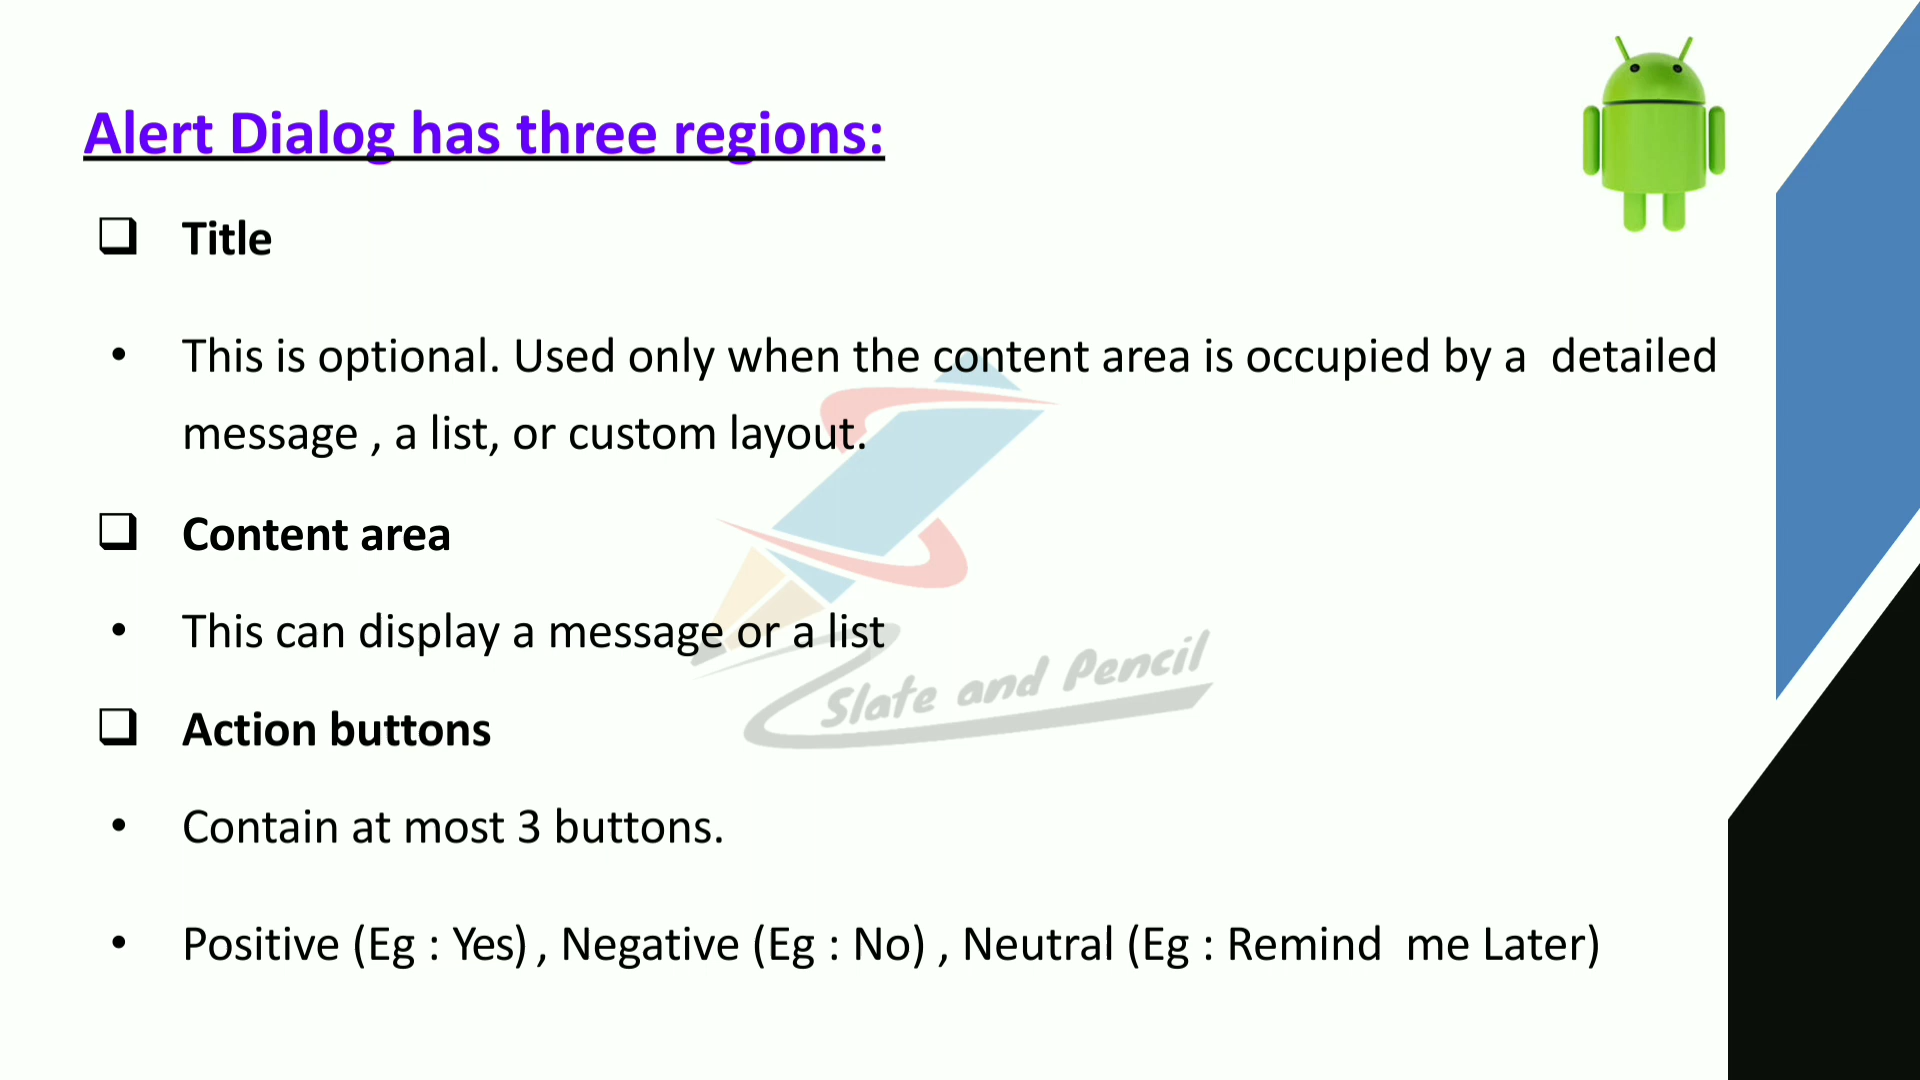 Alert Dialog has three regions:
❑ Title
• This is optional. Used only when the content area is occupied by a detailed
message , a list, or custom layout.
❑ Content area
• This can display a message or a list
Slate and Pencil
❑ Action buttons
• Contain at most 3 buttons.
• Positive (Eg : Yes) , Negative (Eg : No) , Neutral (Eg : Remind me Later)